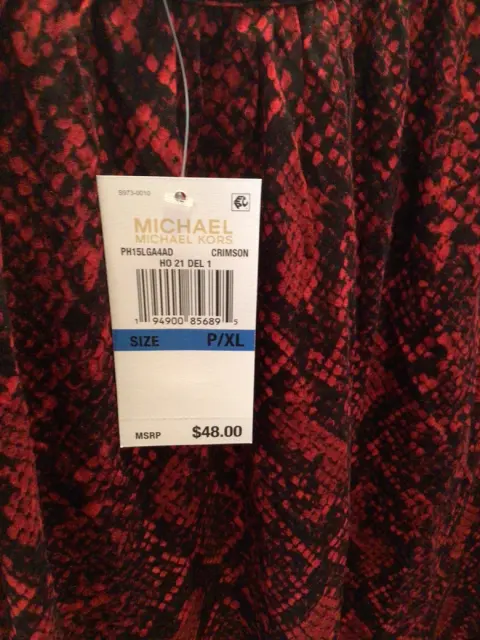 5973-0010
MICHAEL
MICHAEL KORS
PH15LGA4AD CRIMSON
HO 21 DEL 1
1 94900 85689 5
SIZE P/XL
MSRP $48.00